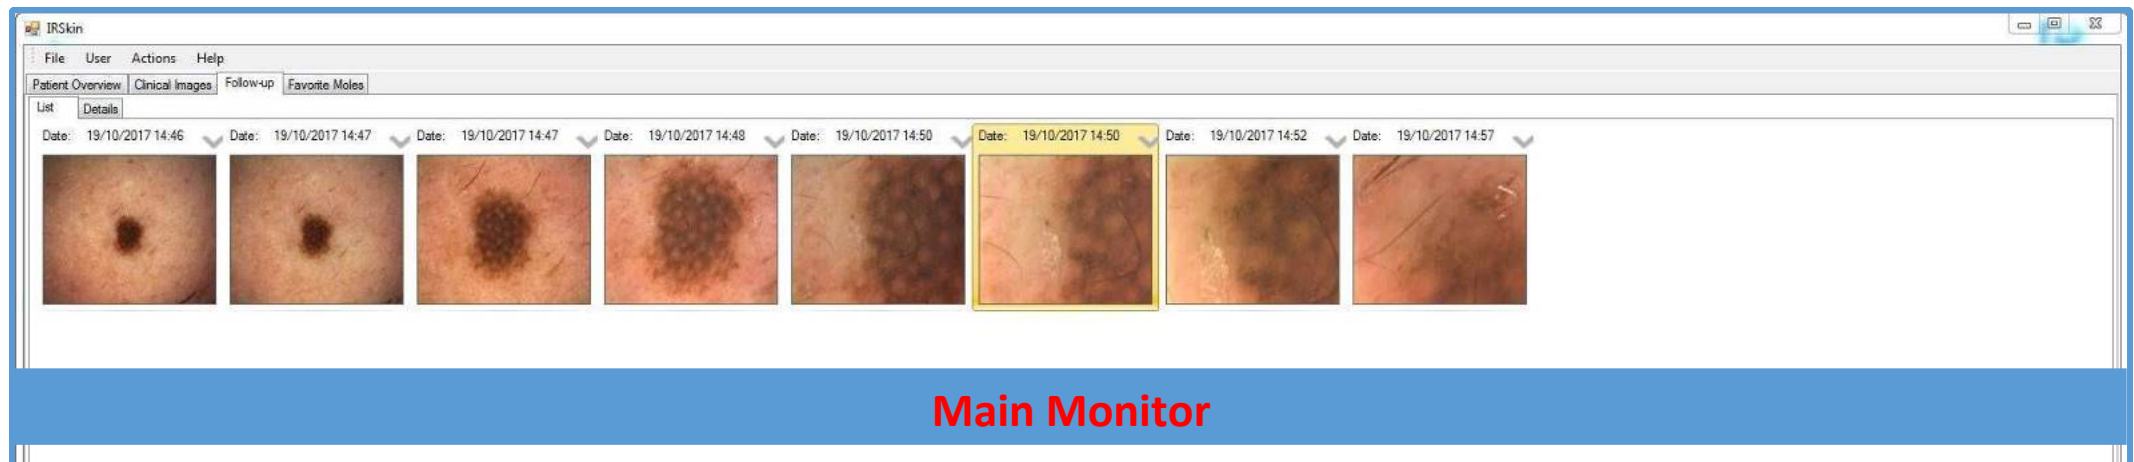 IRSkin
File User Actions Help
Patient Overview Clinical Images Follow-up Favorite Moles
List Details
Date: 19/10/2017 14:46 Date: 19/10/2017 14:47 Date: 19/10/2017 14:47 Date: 19/10/2017 14:48 Date: 19/10/2017 14:50 Date: 19/10/2017 14:50 Date: 19/10/2017 14:52 Date: 19/10/2017 14:57
Main Monitor